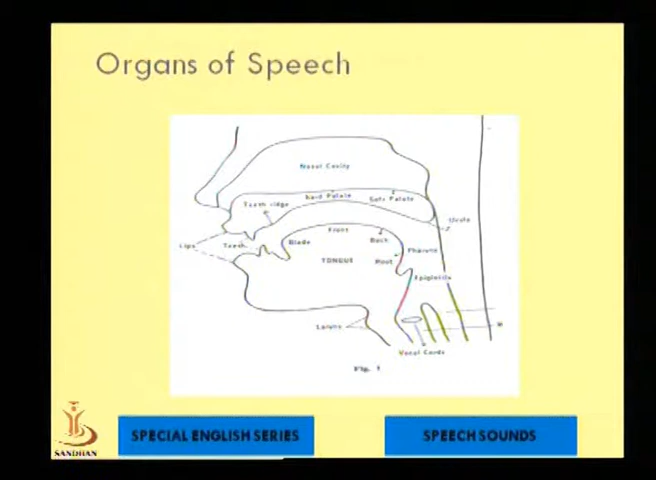 Organs of Speech
Nasal Cavity
Hard Palate
Soft Palate
Teeth ridge
Uvula
Lips
Teeth
Blade
Front
Back
Pharynx
TONGUE
Root
Epiglottis
Larynx
Vocal Cords
Fig. 1
SANDHAN
SPECIAL ENGLISH SERIES
SPEECH SOUNDS